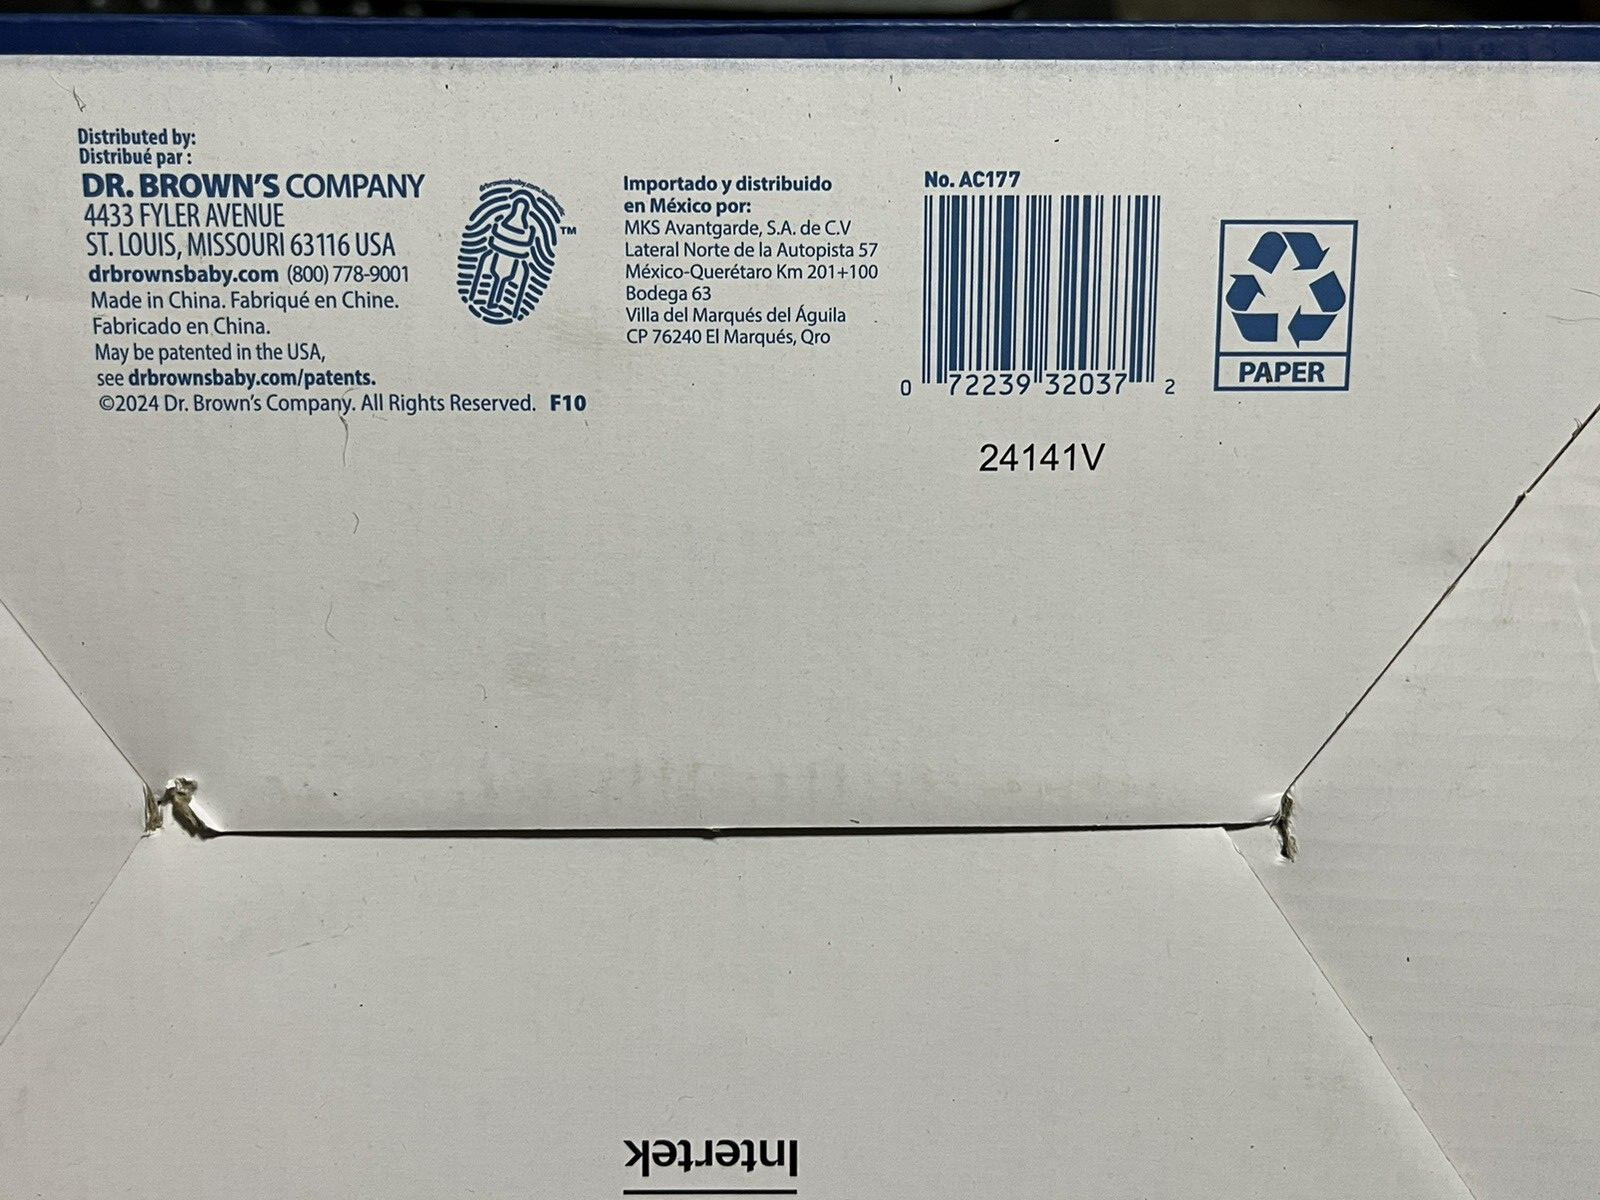 Distributed by:
Distribué par :
DR. BROWN'S COMPANY
4433 FYLER AVENUE
ST. LOUIS, MISSOURI 63116 USA
drbrownsbaby.com (800) 778-9001
Made in China. Fabriqué en Chine.
Fabricado en China.
May be patented in the USA,
see drbrownsbaby.com/patents.
©2024 Dr. Brown's Company. All Rights Reserved. F10
TM
Importado y distribuido
en México por:
MKS Avantgarde, S.A. de C.V
Lateral Norte de la Autopista 57
México-Querétaro Km 201+100
Bodega 63
Villa del Marqués del Águila
CP 76240 El Marqués, Qro
No. AC177
0 72239 32037 2
24141V
PAPER
Intertek